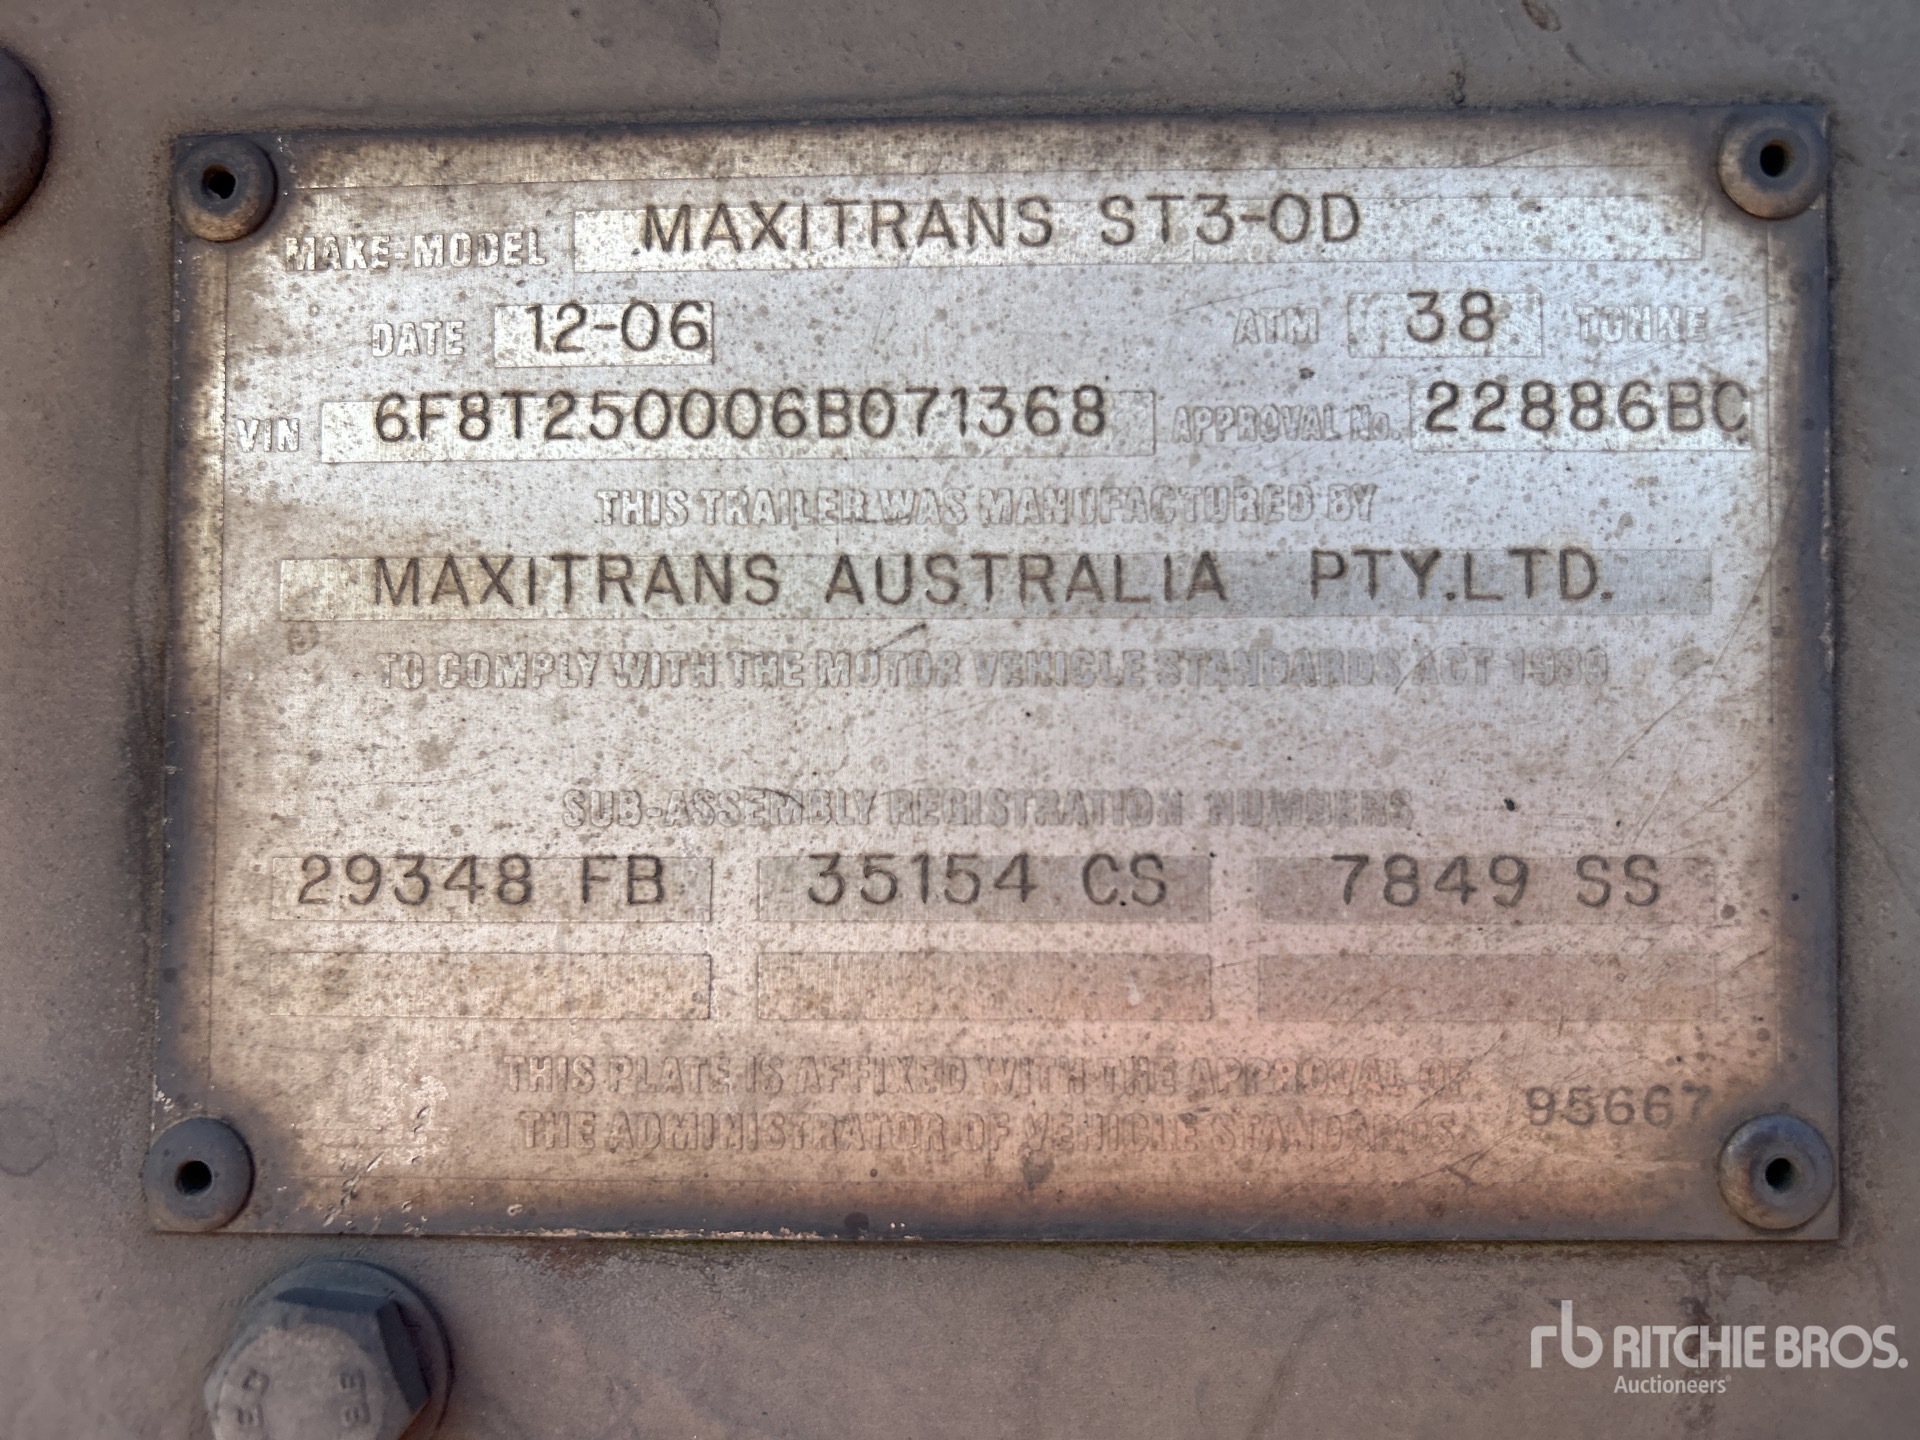 MAKE-MODEL MAXITRANS ST3-OD
DATE 12-06 ATM 38 TONNE
VIN 6F8T250006B071368 APPROVAL No. 22886BC
THIS TRAILER WAS MANUFACTURED BY
MAXITRANS AUSTRALIA PTY.LTD.
TO COMPLY WITH THE MOTOR VEHICLE STANDARDS ACT 1989
SUB-ASSEMBLY REGISTRATION NUMBERS
29348 FB 35154 CS 7849 SS
THIS PLATE IS AFFIXED WITH THE APPROVAL OF
THE ADMINISTRATOR OF VEHICLE STANDARDS
95667
rb RITCHIE BROS.
Auctioneers